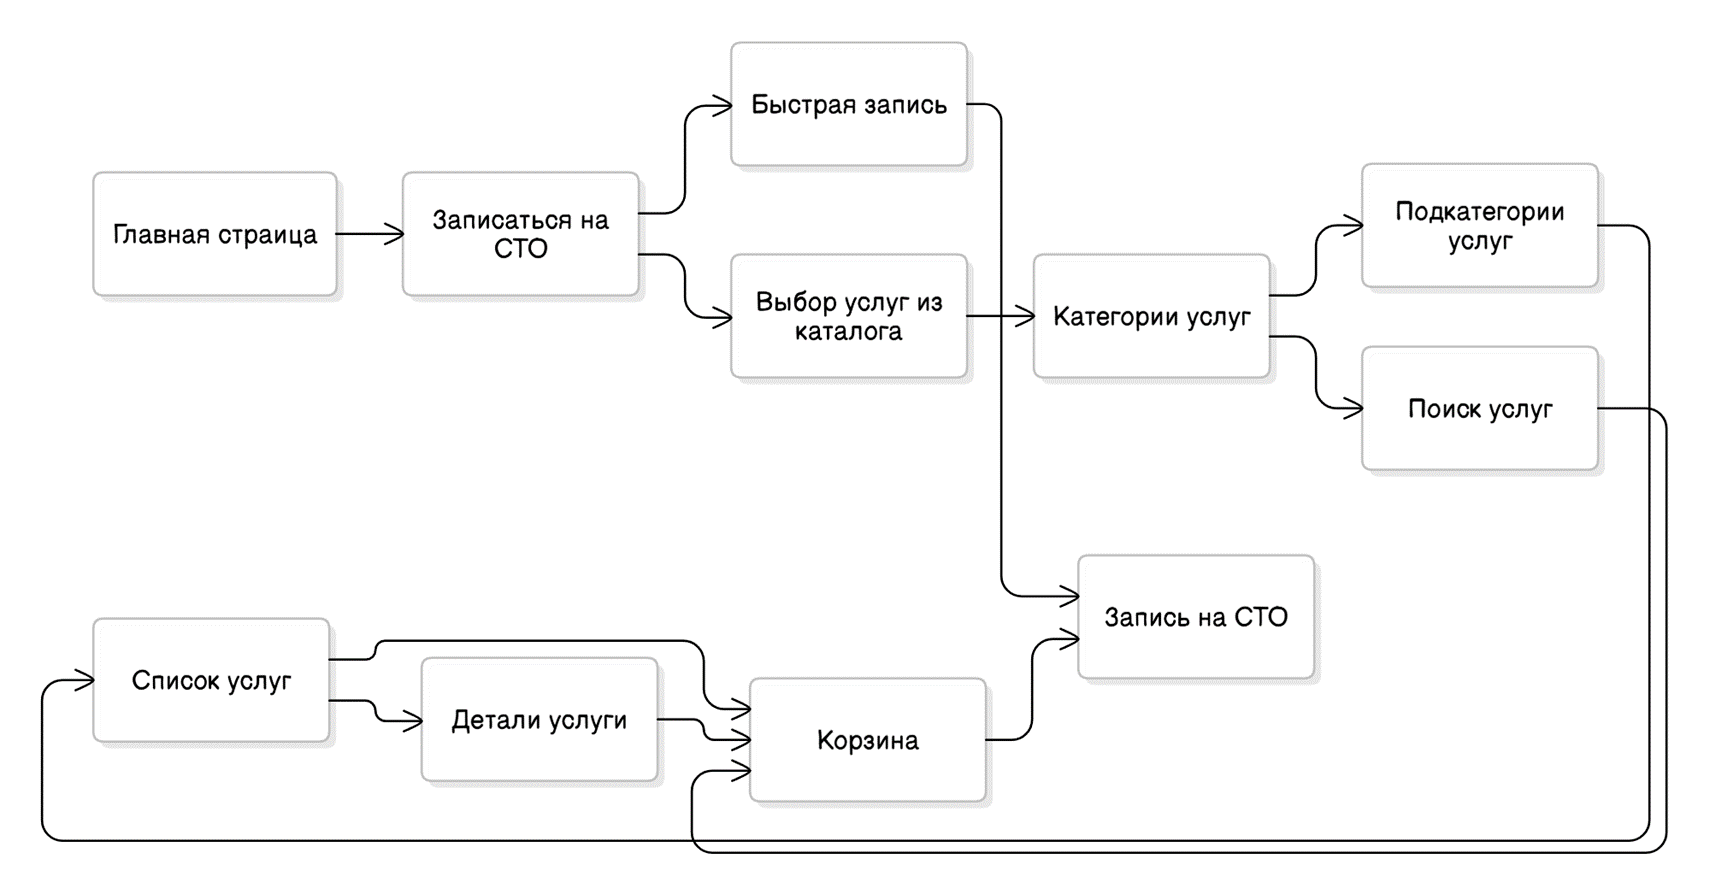 Быстрая запись
Главная страица
Записаться на
СТО
Выбор услуг из
каталога
Категории услуг
Подкатегории
услуг
Поиск услуг
Запись на СТО
Список услуг
Детали услуги
Корзина